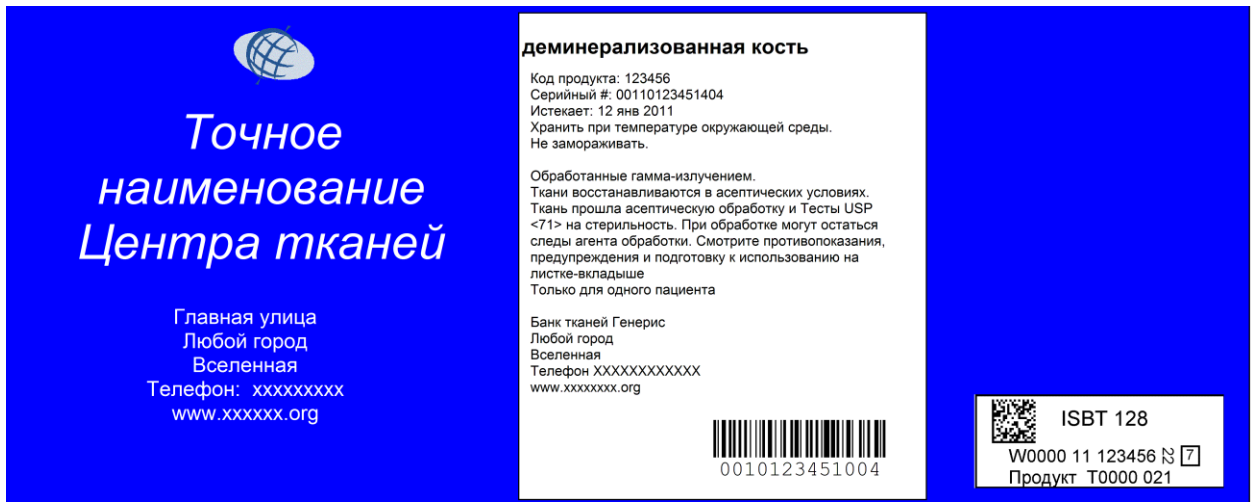 Точное
наименование
Центра тканей
Главная улица
Любой город
Вселенная
Телефон: xxxxxxxxx
www.xxxxxx.org
деминерализованная кость
Код продукта: 123456
Серийный #: 00110123451404
Истекает: 12 янв 2011
Хранить при температуре окружающей среды.
Не замораживать.
Обработанные гамма-излучением.
Ткани восстанавливаются в асептических условиях.
Ткань прошла асептическую обработку и Тесты USP
<71> на стерильность. При обработке могут остаться
следы агента обработки. Смотрите противопоказания,
предупреждения и подготовку к использованию на
листке-вкладыше
Только для одного пациента
Банк тканей Генерис
Любой город
Вселенная
Телефон XXXXXXXXXXXX
www.xxxxxxxx.org
0010123451004
ISBT 128
W0000 11 123456 22 7
Продукт T0000 021